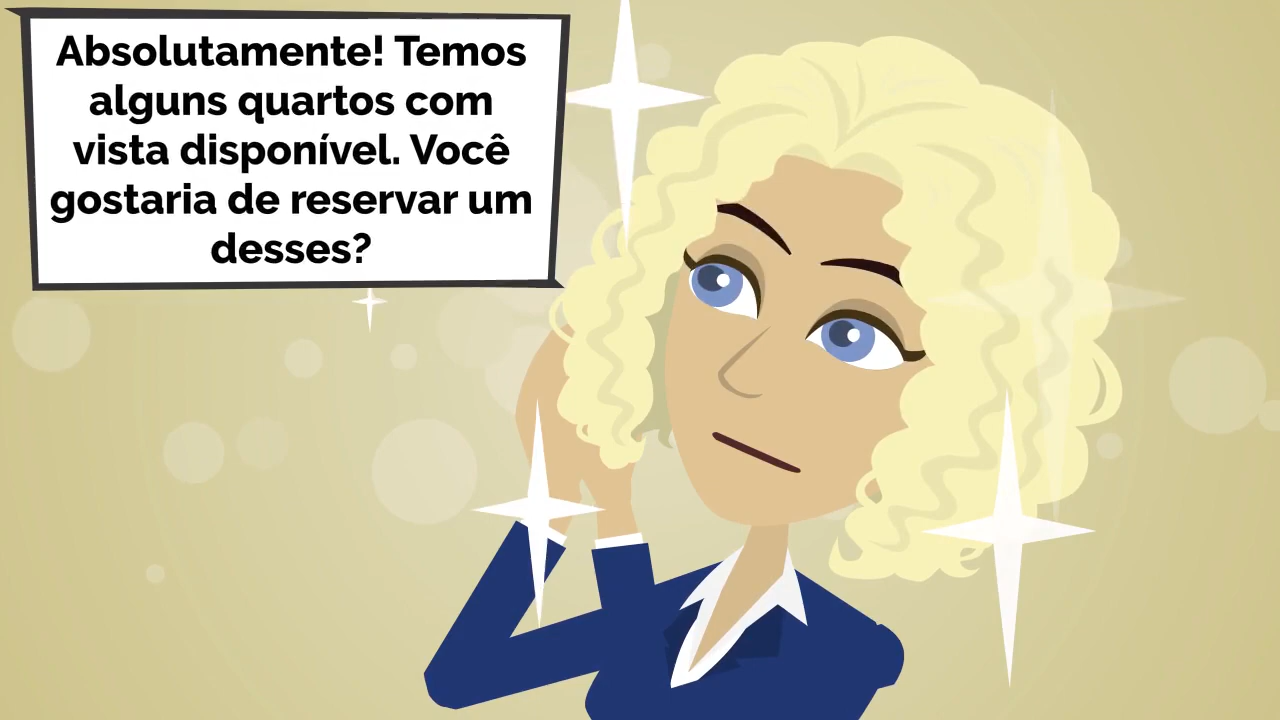 Absolutamente! Temos
alguns quartos com
vista disponível. Você
gostaria de reservar um
desses?